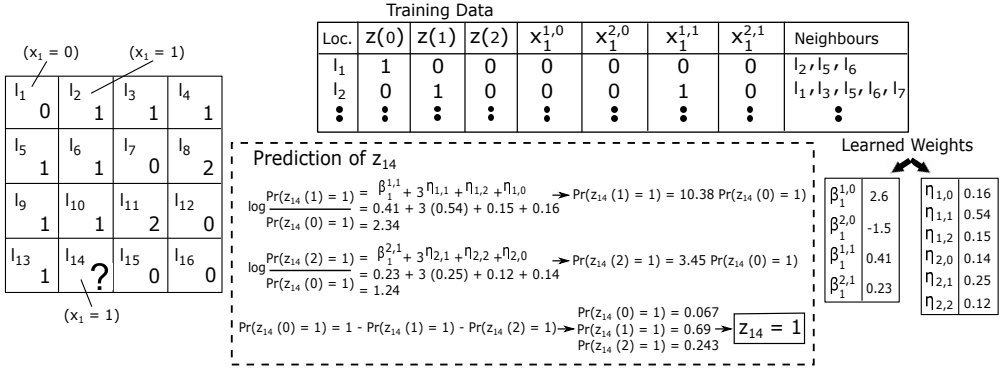 Training Data
Loc. z(0) z(1) z(2) x₁^{1,0} x₁^{2,0} x₁^{1,1} x₁^{2,1} Neighbours
l₁ 1 0 0 0 0 0 0 l₂, l₅, l₆
l₂ 0 1 0 0 0 1 0 l₁, l₃, l₅, l₆, l₇
(x₁ = 0) (x₁ = 1)
l₁ l₂ l₃ l₄
0 1 1 1
l₅ l₆ l₇ l₈
1 1 0 2
l₉ l₁₀ l₁₁ l₁₂
1 1 2 0
l₁₃ l₁₄ l₁₅ l₁₆
1 ? 0 0
(x₁ = 1)
Prediction of z₁₄
log Pr(z₁₄ (1) = 1) / Pr(z₁₄ (0) = 1) = β₁^{1,1} + 3 η₁,₁ + η₁,₂ + η₁,₀
= 0.41 + 3 (0.54) + 0.15 + 0.16
= 2.34
Pr(z₁₄ (1) = 1) = 10.38 Pr(z₁₄ (0) = 1)
log Pr(z₁₄ (2) = 1) / Pr(z₁₄ (0) = 1) = β₁^{2,1} + 3 η₂,₁ + η₂,₂ + η₂,₀
= 0.23 + 3 (0.25) + 0.12 + 0.14
= 1.24
Pr(z₁₄ (2) = 1) = 3.45 Pr(z₁₄ (0) = 1)
Pr(z₁₄ (0) = 1) = 1 - Pr(z₁₄ (1) = 1) - Pr(z₁₄ (2) = 1)
Pr(z₁₄ (0) = 1) = 0.067
Pr(z₁₄ (1) = 1) = 0.69
Pr(z₁₄ (2) = 1) = 0.243
z₁₄ = 1
Learned Weights
β₁^{1,0} 2.6
β₁^{2,0} -1.5
β₁^{1,1} 0.41
β₁^{2,1} 0.23
η₁,₀ 0.16
η₁,₁ 0.54
η₁,₂ 0.15
η₂,₀ 0.14
η₂,₁ 0.25
η₂,₂ 0.12